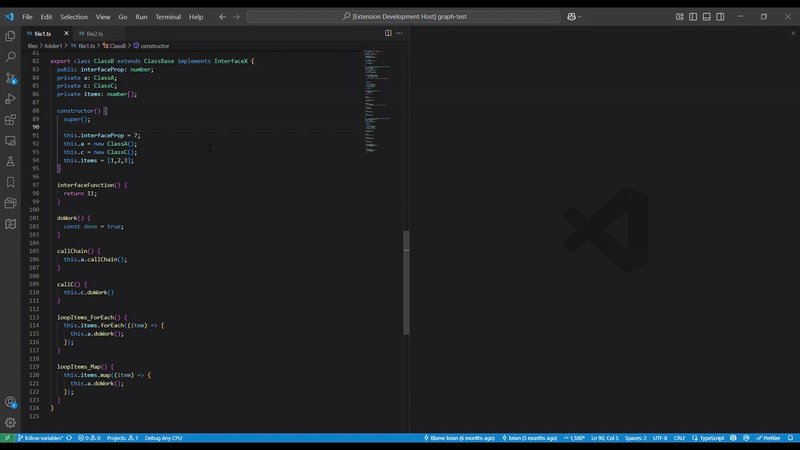 File Edit Selection View Go Run Terminal Help
[Extension Development Host] graph-test
TS file1.ts
TS file2.ts
files > folder1 > TS file1.ts > ClassB > constructor
81
82 export class ClassB extends ClassBase implements InterfaceX {
83 public interfaceProp: number;
84 private a: ClassA;
85 private c: ClassC;
86 private items: number[];
87
88 constructor() {
89 super();
90
91 this.interfaceProp = 7;
92 this.a = new ClassA();
93 this.c = new ClassC();
94 this.items = [1,2,3];
95 }
96
97 interfaceFunction() {
98 return 11;
99 }
100
101 doWork() {
102 const done = true;
103 }
104
105 callChain() {
106 this.a.callChain();
107 }
108
109 callC() {
110 this.c.doWork()
111 }
112
113 loopItems_ForEach() {
114 this.items.forEach((item) => {
115 this.a.doWork();
116 });
117 }
118
119 loopItems_Map() {
120 this.items.map((item) => {
121 this.a.doWork();
122 });
123 }
124 }
125
follow-variables* 0 0 Projects: 1 Debug Any CPU Blame brian (6 months ago) brian (5 months ago) 1,580° Ln 90, Col 5 Spaces: 2 UTF-8 CRLF TypeScript Prettier